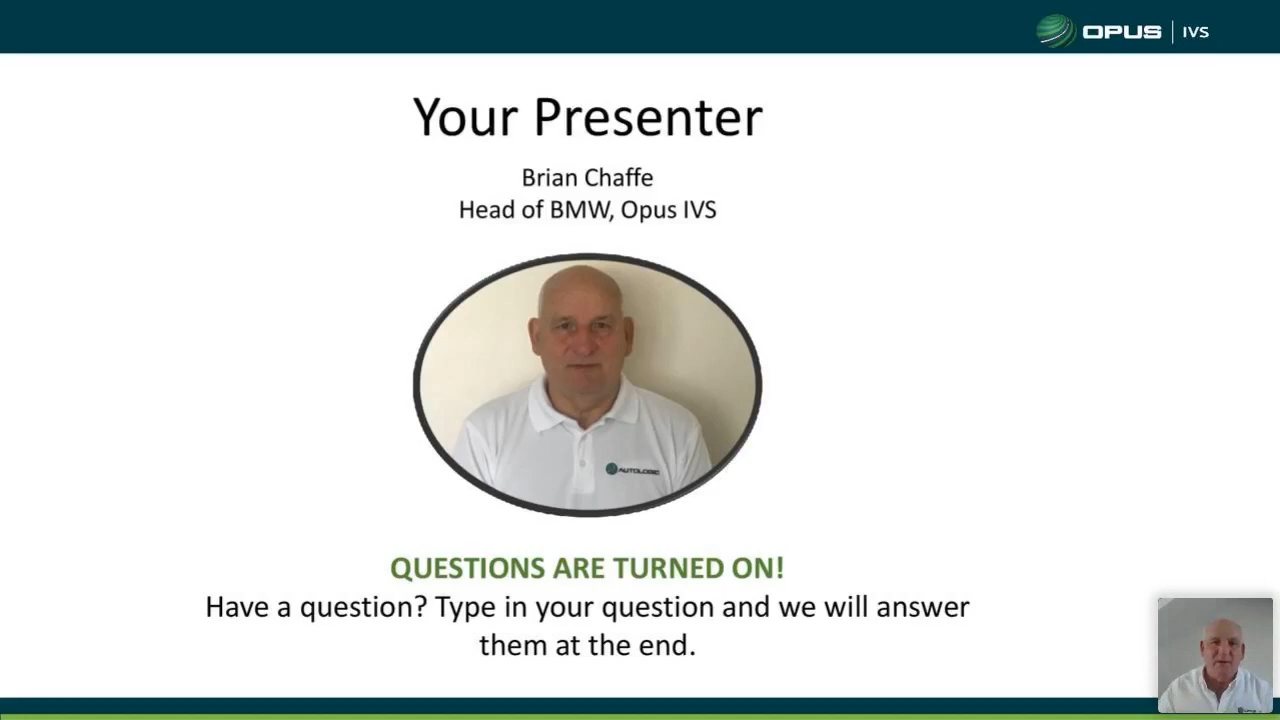 OPUS | IVS
Your Presenter
Brian Chaffe
Head of BMW, Opus IVS
AUTOLOGIC
QUESTIONS ARE TURNED ON!
Have a question? Type in your question and we will answer
them at the end.